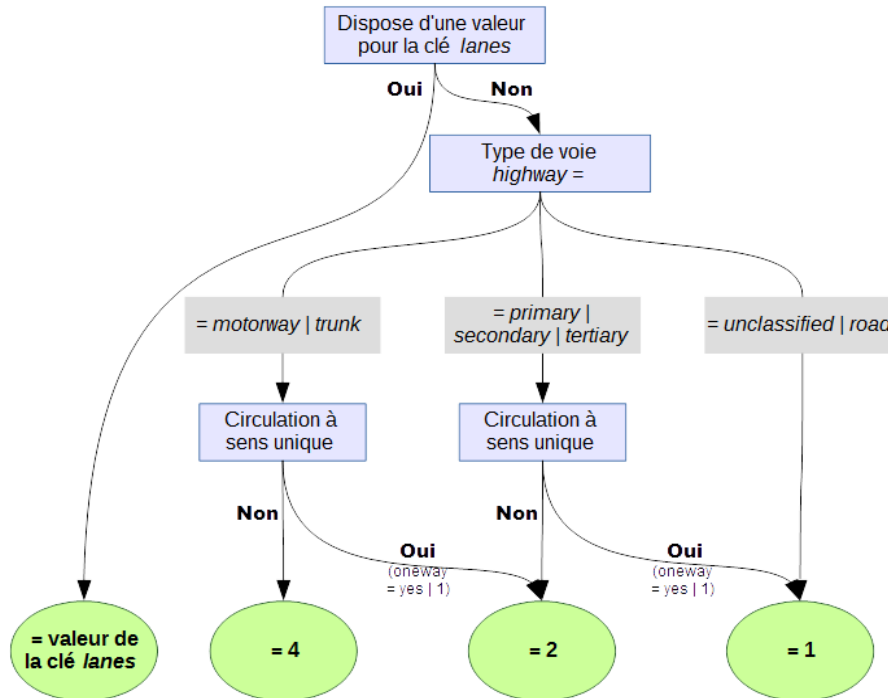 Dispose d'une valeur
pour la clé lanes
Oui
Non
Type de voie
highway =
= motorway | trunk
= primary |
secondary | tertiary
= unclassified | road
Circulation à
sens unique
Circulation à
sens unique
Non
Oui
(oneway
= yes | 1)
Non
Oui
(oneway
= yes | 1)
= valeur de
la clé lanes
= 4
= 2
= 1